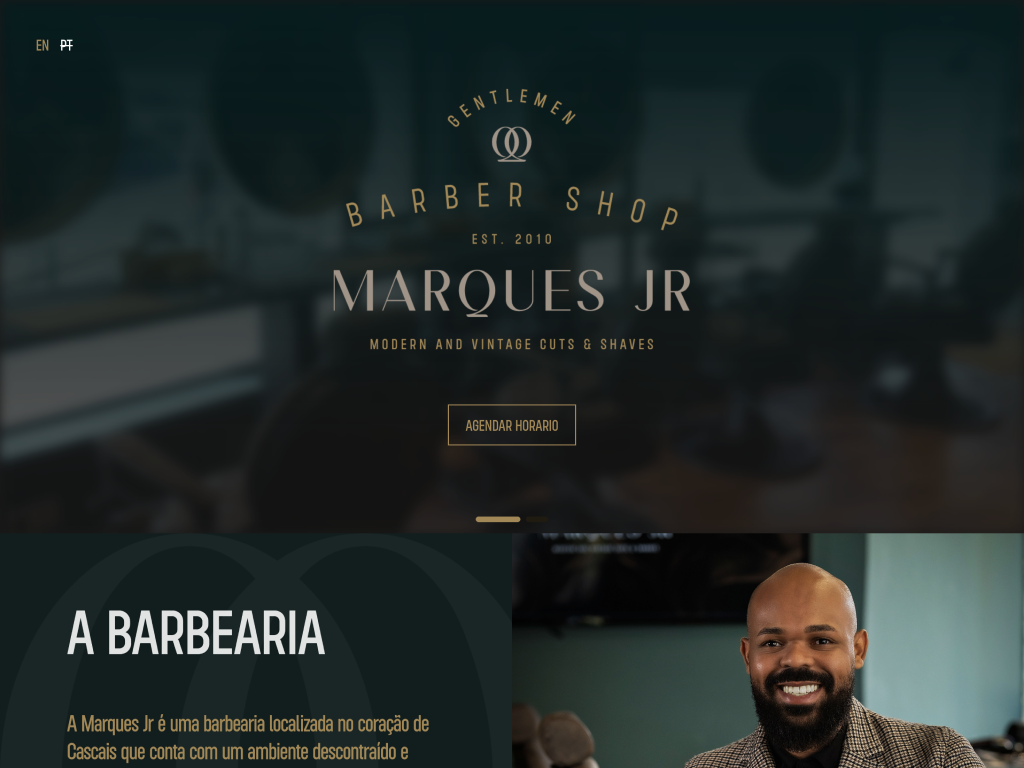 EN PT
GENTLEMEN
BARBER SHOP
EST. 2010
MARQUES JR
MODERN AND VINTAGE CUTS & SHAVES
AGENDAR HORARIO
A BARBEARIA
A Marques Jr é uma barbearia localizada no coração de
Cascais que conta com um ambiente descontraído e